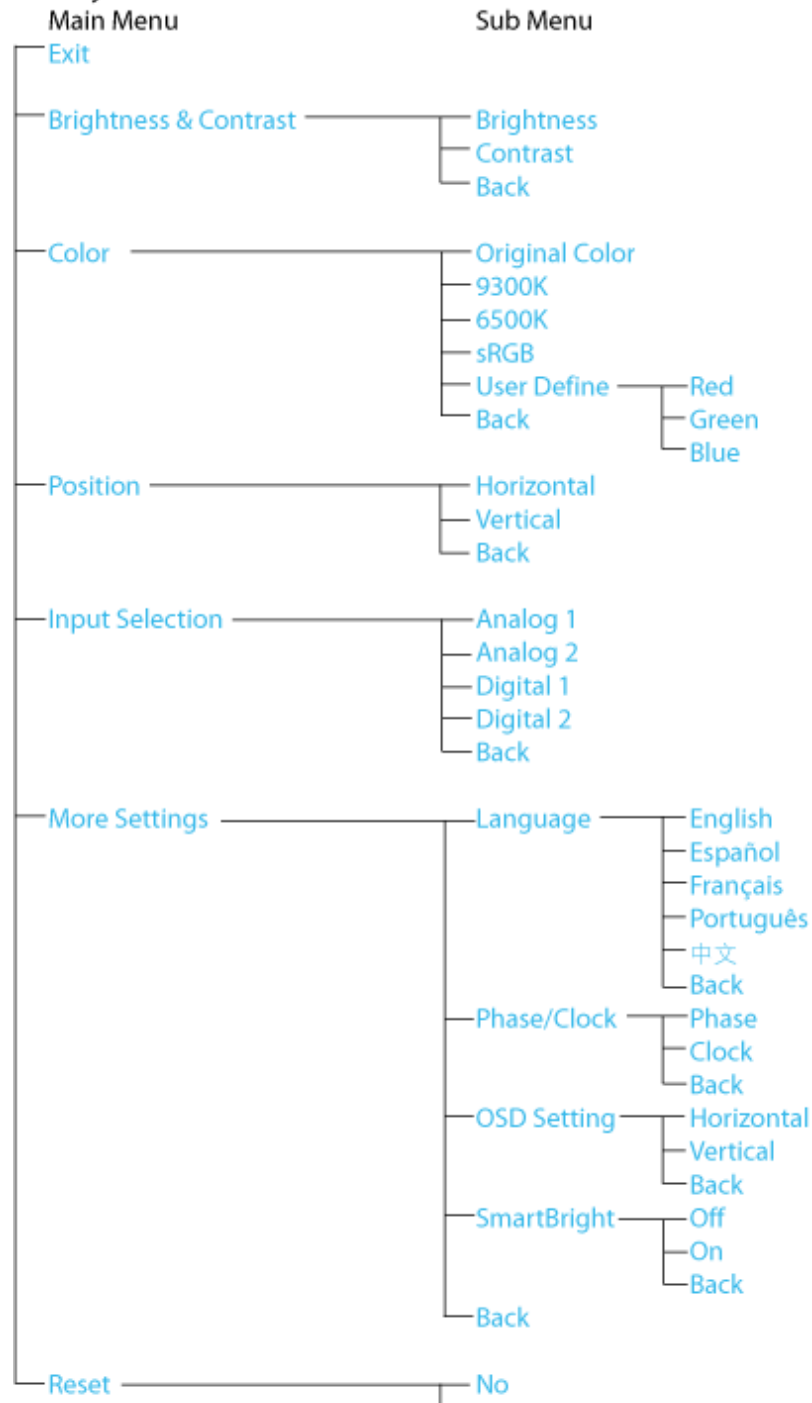 Main Menu Sub Menu
Exit
Brightness & Contrast Brightness
Contrast
Back
Color Original Color
9300K
6500K
sRGB
User Define Red
Back Green
Blue
Position Horizontal
Vertical
Back
Input Selection Analog 1
Analog 2
Digital 1
Digital 2
Back
More Settings Language English
Español
Français
Português
中文
Back
Phase/Clock Phase
Clock
Back
OSD Setting Horizontal
Vertical
Back
SmartBright Off
On
Back
Back
Reset No